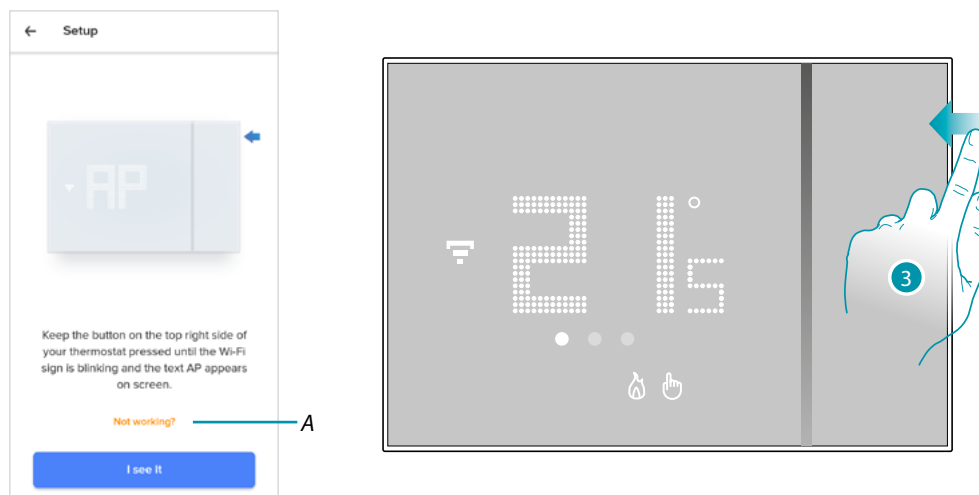 Setup
AP
Keep the button on the top right side of
your thermostat pressed until the Wi-Fi
sign is blinking and the text AP appears
on screen.
Not working?
A
I see It
21°5
3